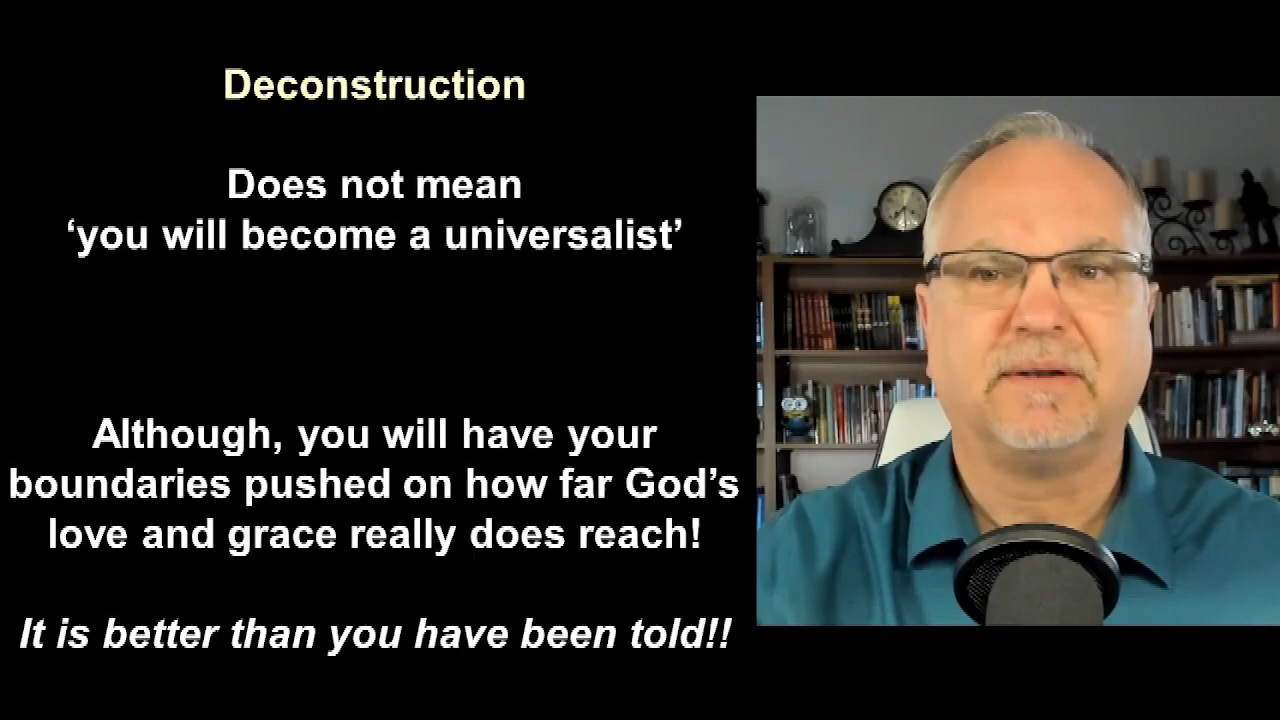 Deconstruction
Does not mean
‘you will become a universalist’
Although, you will have your
boundaries pushed on how far God’s
love and grace really does reach!
It is better than you have been told!!